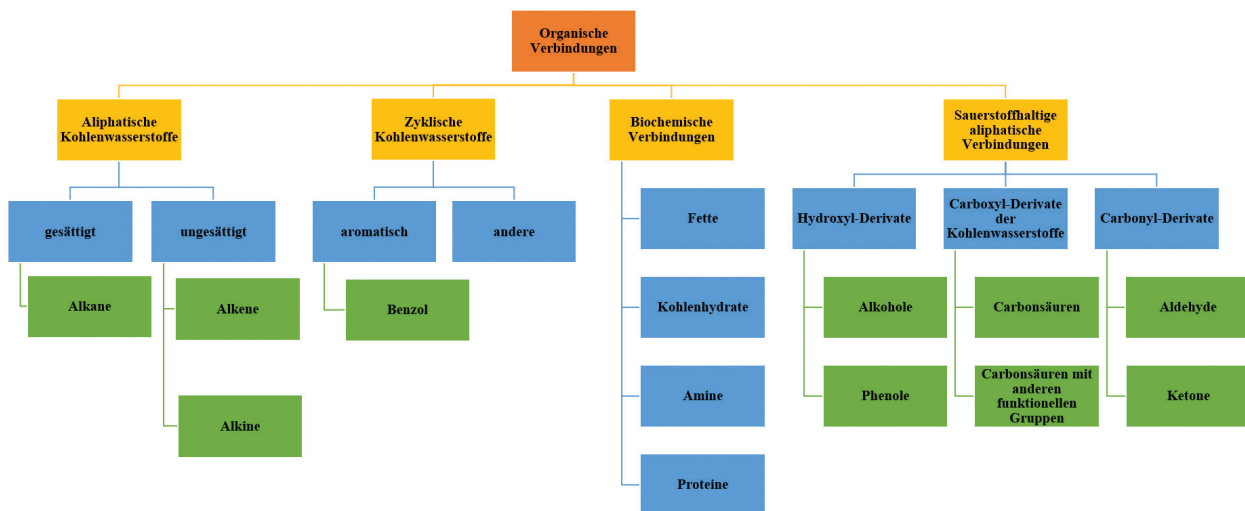 Organische
Verbindungen
Aliphatische
Kohlenwasserstoffe
Zyklische
Kohlenwasserstoffe
Biochemische
Verbindungen
Sauerstoffhaltige
aliphatische
Verbindungen
gesättigt
ungesättigt
aromatisch
andere
Fette
Hydroxyl-Derivate
Carboxyl-Derivate
der
Kohlenwasserstoffe
Carbonyl-Derivate
Alkane
Alkene
Benzol
Kohlenhydrate
Alkohole
Carbonsäuren
Aldehyde
Alkine
Amine
Phenole
Carbonsäuren mit
anderen
funktionellen
Gruppen
Ketone
Proteine